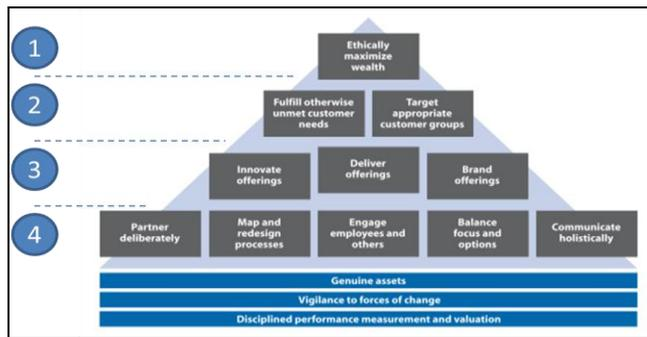 1
Ethically
maximize
wealth
2
Fulfill otherwise
unmet customer
needs
Target
appropriate
customer groups
3
Innovate
offerings
Deliver
offerings
Brand
offerings
4
Partner
deliberately
Map and
redesign
processes
Engage
employees and
others
Balance
focus and
options
Communicate
holistically
Genuine assets
Vigilance to forces of change
Disciplined performance measurement and valuation